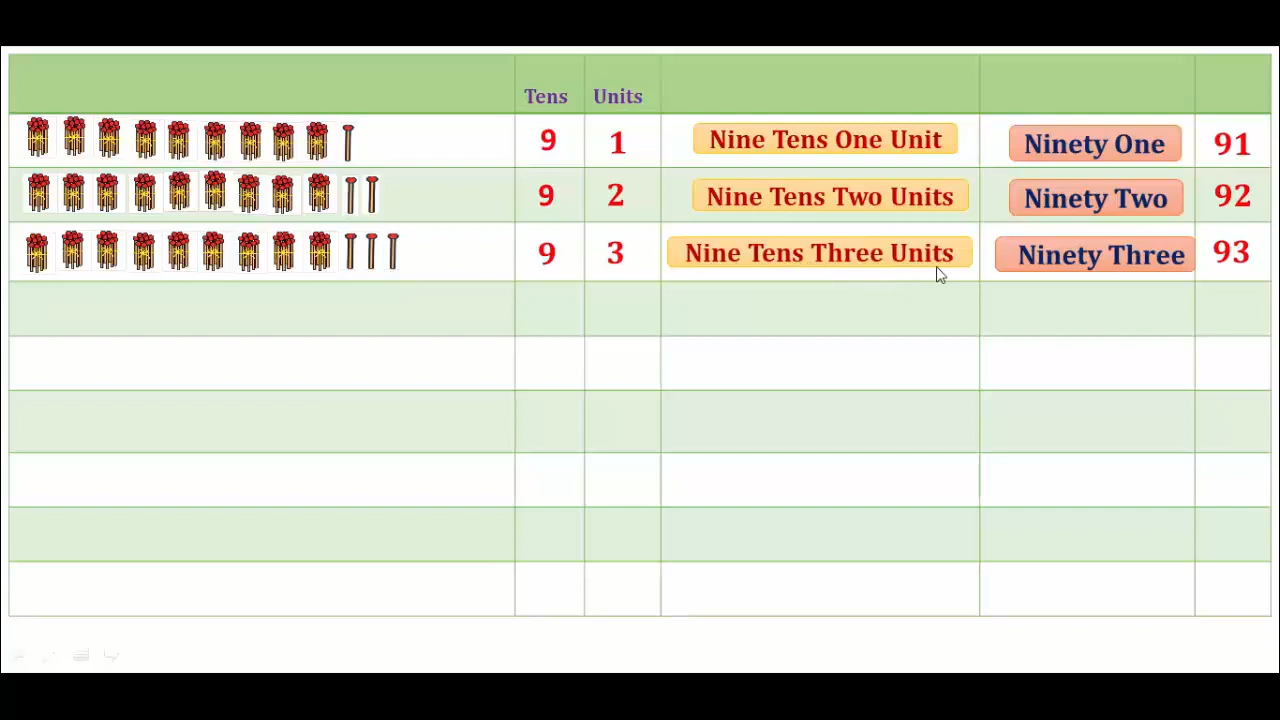 Tens Units
9 1 Nine Tens One Unit Ninety One 91
9 2 Nine Tens Two Units Ninety Two 92
9 3 Nine Tens Three Units Ninety Three 93